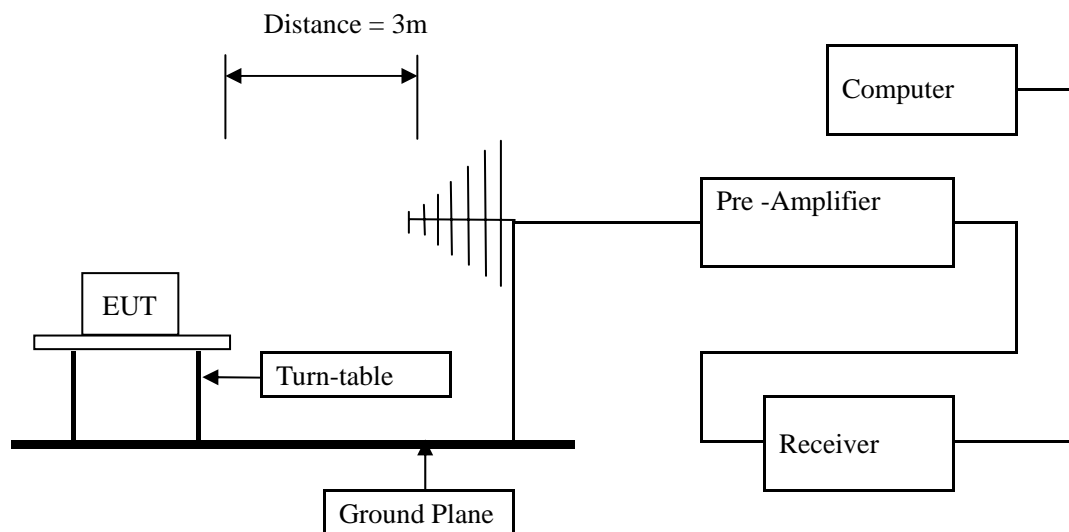 Distance = 3m
Computer
Pre -Amplifier
EUT
Turn-table
Receiver
Ground Plane